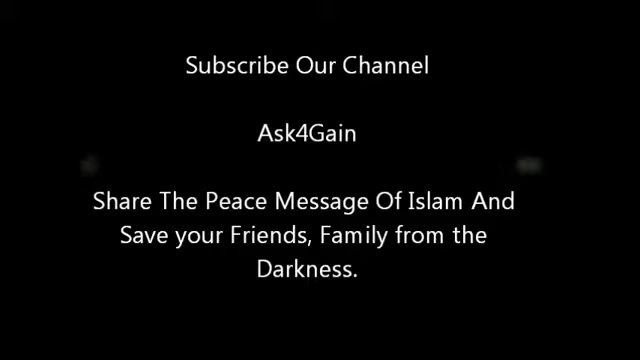 Subscribe Our Channel
Ask4Gain
Share The Peace Message Of Islam And
Save your Friends, Family from the
Darkness.